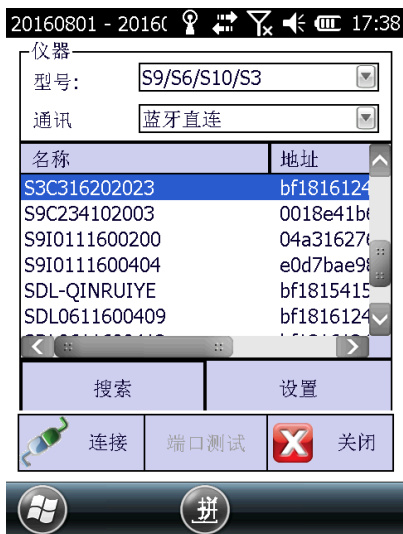 20160801 - 2016( 17:38
仪器
型号: S9/S6/S10/S3
通讯 蓝牙直连
名称 地址
S3C316202023 bf1816124
S9C234102003 0018e41b6
S9I0111600200 04a31627
S9I0111600404 e0d7bae98
SDL-QINRUIYE bf1815415
SDL0611600409 bf1816124
搜索 设置
连接 端口测试 关闭
拼